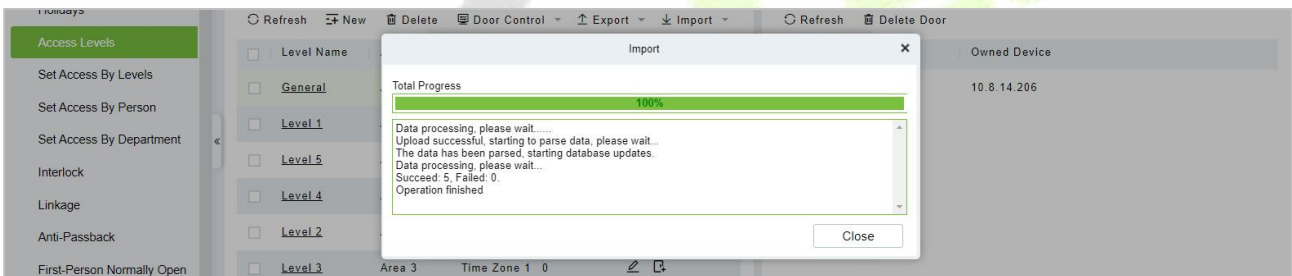 Holidays
Refresh New Delete Door Control Export Import Refresh Delete Door
Access Levels
Level Name Import Owned Device
Set Access By Levels
General Total Progress 10.8.14.206
100%
Set Access By Person
Level 1 Data processing, please wait......
Upload successful, starting to parse data, please wait...
Set Access By Department
The data has been parsed, starting database updates.
Level 5 Data processing, please wait...
Interlock
Succeed: 5, Failed: 0.
Level 4 Operation finished
Linkage
Anti-Passback
Level 2 Close
First-Person Normally Open
Level 3 Area 3 Time Zone 1 0